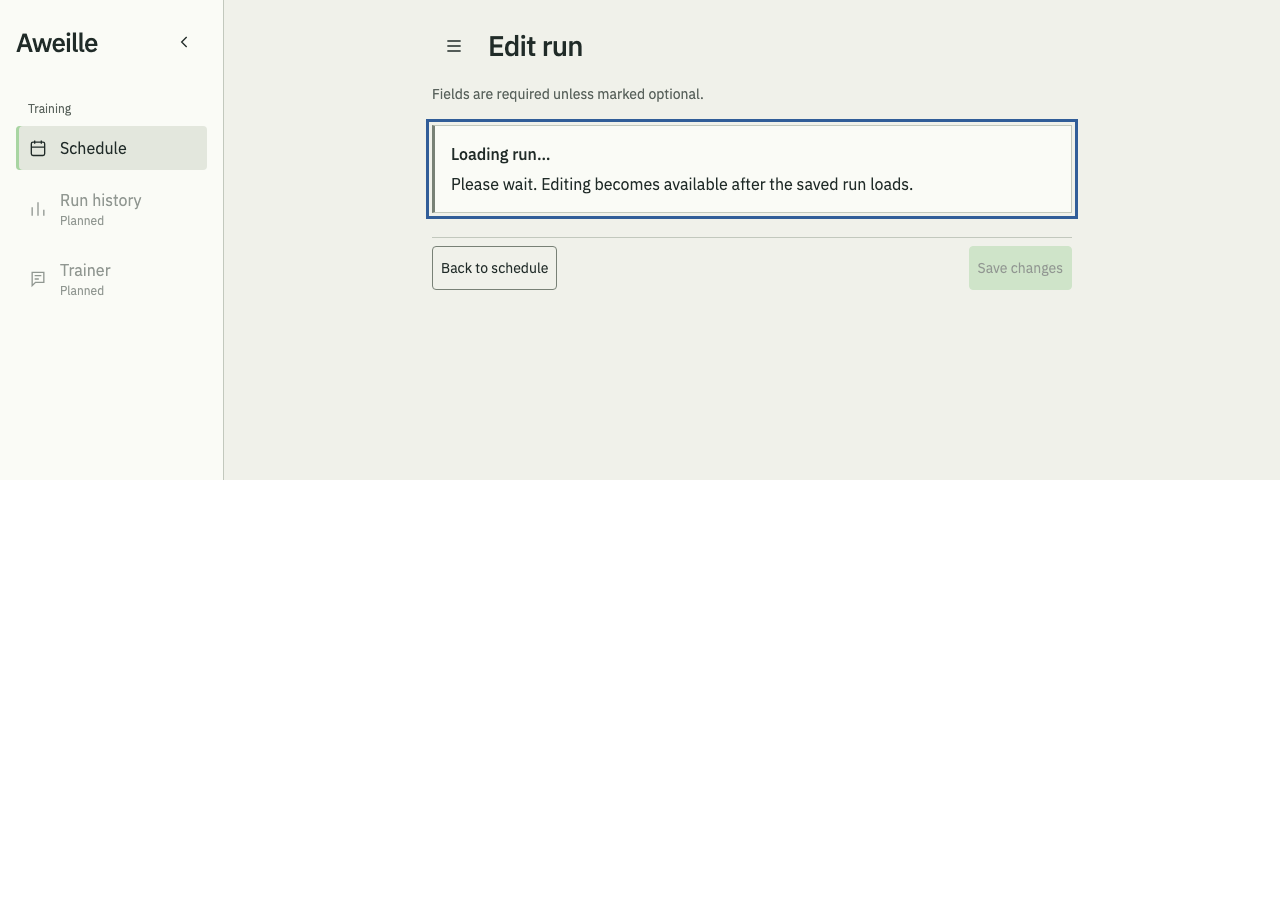 Aweille
Training
Schedule
Run history
Planned
Trainer
Planned
Edit run
Fields are required unless marked optional.
Loading run...
Please wait. Editing becomes available after the saved run loads.
Back to schedule
Save changes